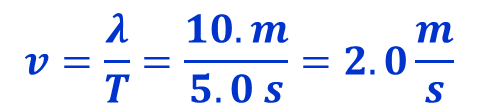 v = λ/T = 10. m/5.0 s = 2.0 m/s